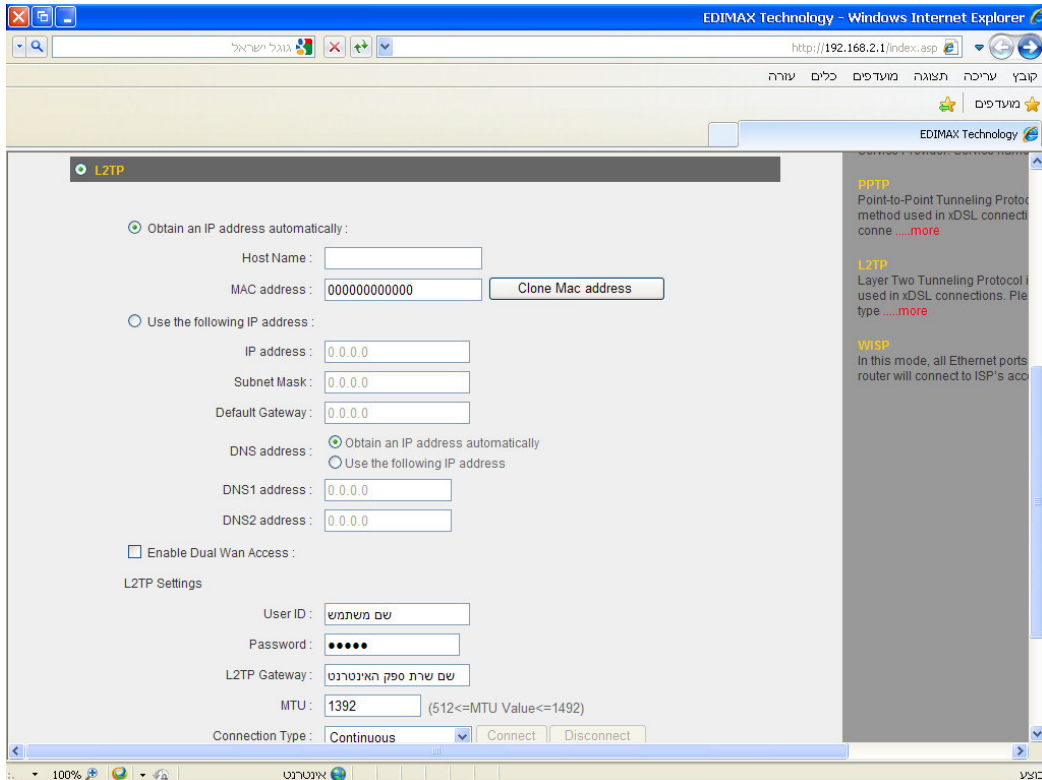 EDIMAX Technology - Windows Internet Explorer
גוגל ישראל
http://192.168.2.1/index.asp
קובץ עריכה תצוגה מועדפים כלים עזרה
מועדפים
EDIMAX Technology
L2TP
Obtain an IP address automatically :
Host Name :
MAC address : 000000000000 Clone Mac address
Use the following IP address :
IP address : 0.0.0.0
Subnet Mask : 0.0.0.0
Default Gateway : 0.0.0.0
DNS address : Obtain an IP address automatically
Use the following IP address
DNS1 address : 0.0.0.0
DNS2 address : 0.0.0.0
Enable Dual Wan Access :
L2TP Settings
User ID : שם משתמש
Password : •••••
L2TP Gateway : שם שרת ספק האינטרנט
MTU : 1392 (512<=MTU Value<=1492)
Connection Type : Continuous Connect Disconnect
PPTP
Point-to-Point Tunneling Protoc
method used in xDSL connecti
conne .....more
L2TP
Layer Two Tunneling Protocol i
used in xDSL connections. Ple
type .....more
WISP
In this mode, all Ethernet ports
router will connect to ISP's acc
100%
אינטרנט